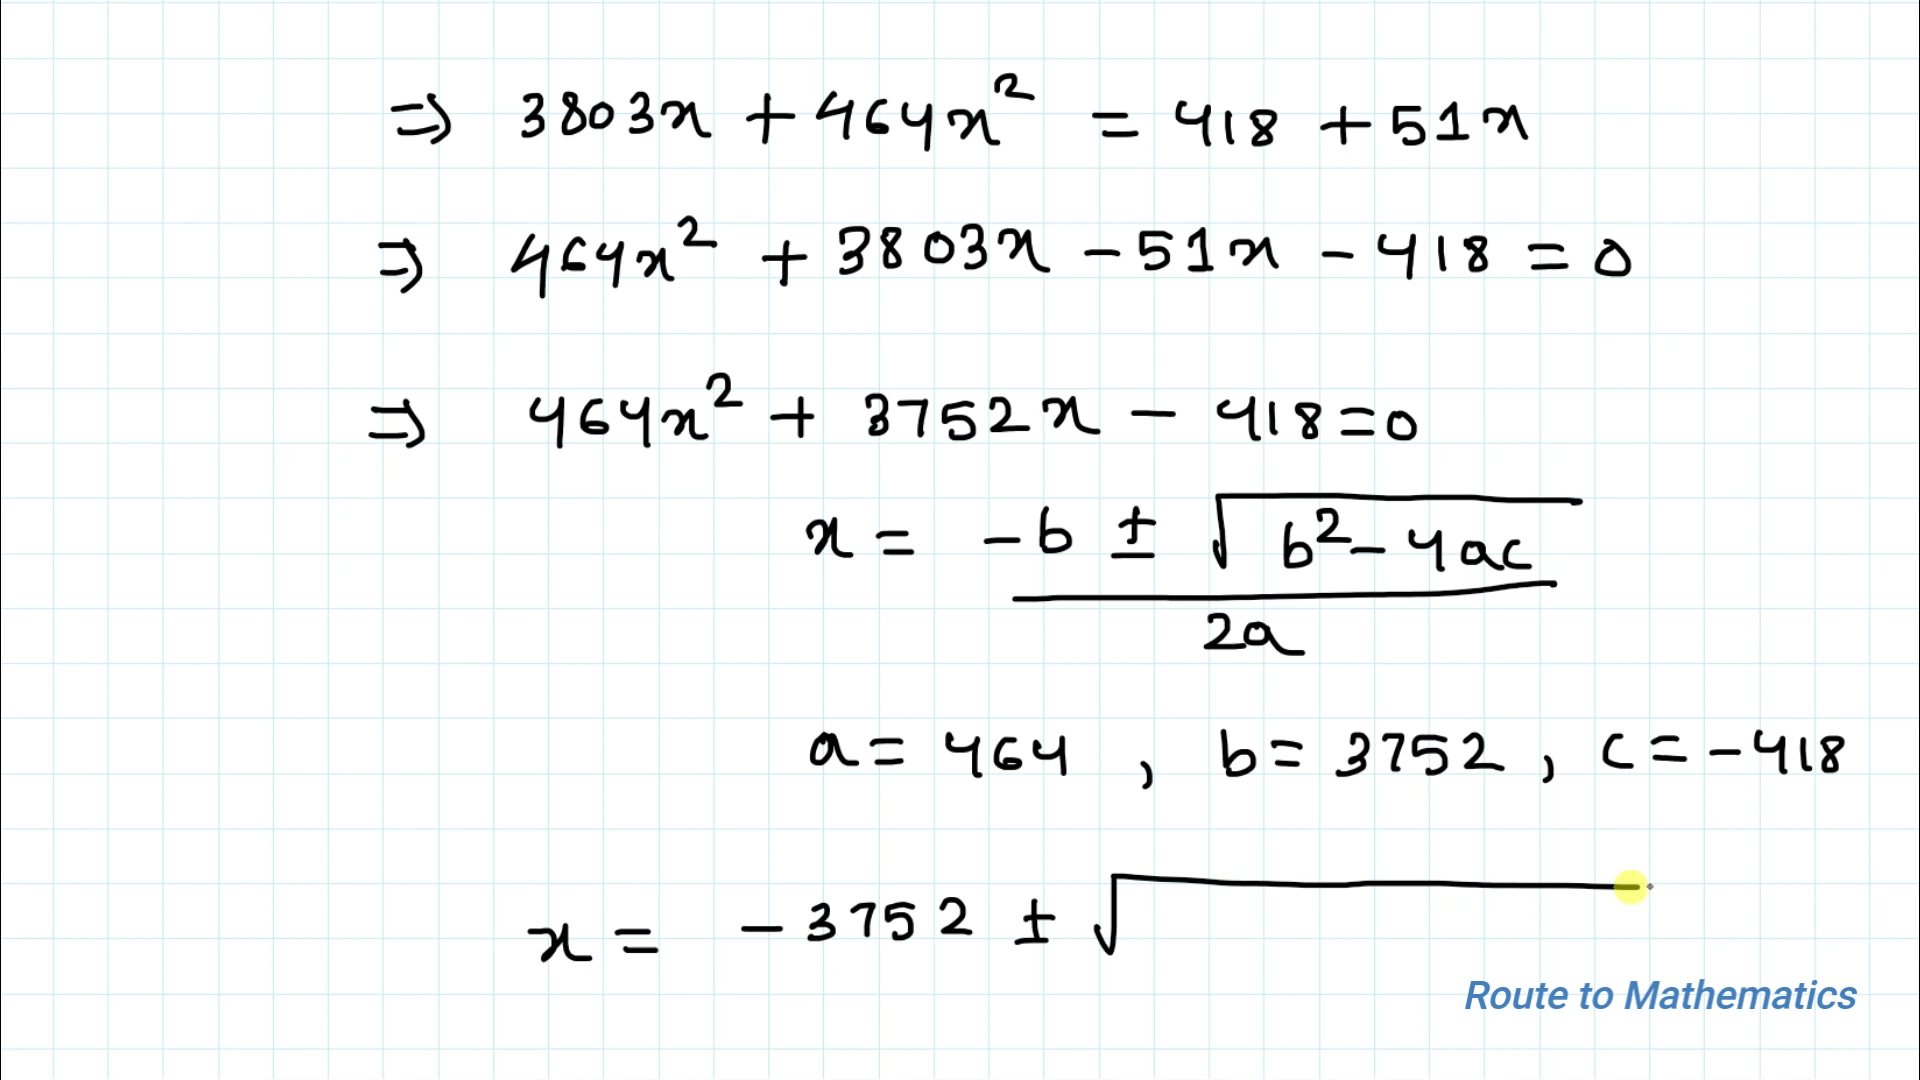 ⇒ 3803x + 464x² = 418 + 51x
⇒ 464x² + 3803x - 51x - 418 = 0
⇒ 464x² + 3752x - 418 = 0
x = -b ± √(b² - 4ac)
2a
a = 464 , b = 3752 , c = -418
x = -3752 ± √
Route to Mathematics